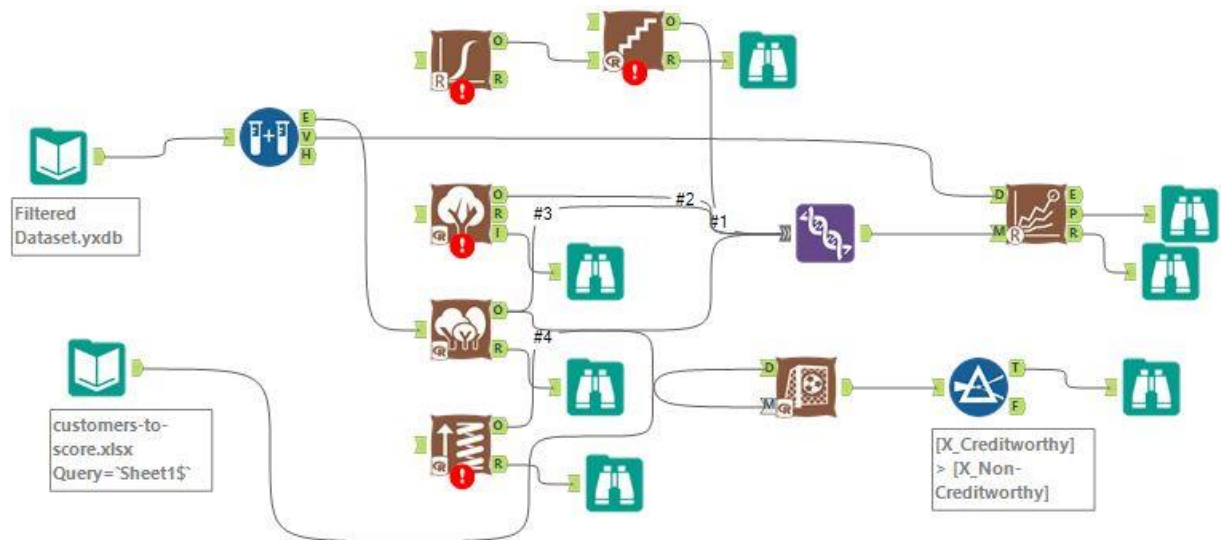 O
R
R
O
R
E
V
H
Filtered
Dataset.yxdb
O
R
I
#3
#2
#1
D
M
R
E
P
R
O
R
#4
customers-to-
score.xlsx
Query=`Sheet1$`
O
R
D
M
T
F
[X_Creditworthy]
> [X_Non-
Creditworthy]